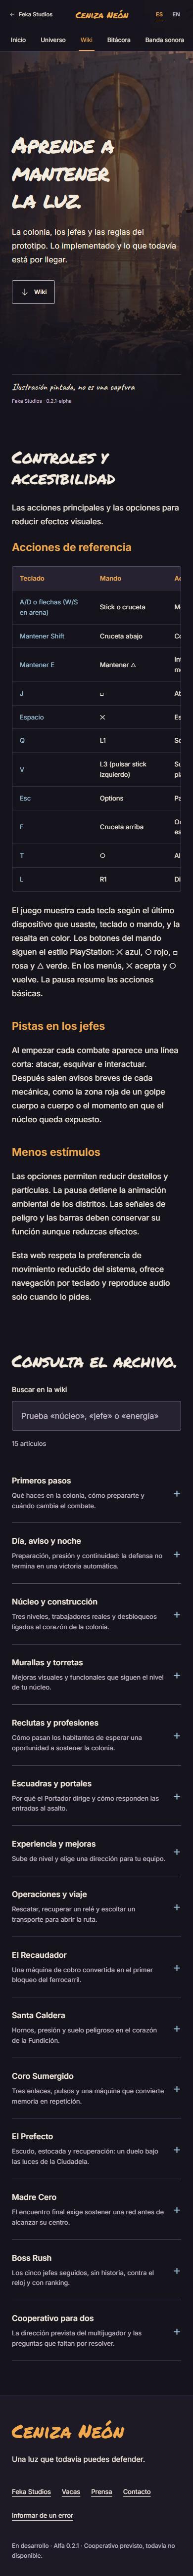 ← Feka Studios
Ceniza Neón
ES EN
Inicio Universo Wiki Bitácora Banda sonora
Aprende a
mantener
la luz.
La colonia, los jefes y las reglas del
prototipo. Lo implementado y lo que todavía
está por llegar.
↓ Wiki
Ilustración pintada, no es una captura
Feka Studios · 0.2.1-alpha
Controles y
accesibilidad
Las acciones principales y las opciones para
reducir efectos visuales.
Acciones de referencia
Teclado Mando
A/D o flechas (W/S
en arena) Stick o cruceta
Mantener Shift Cruceta abajo
Mantener E Mantener △
J □
Espacio ✕
Q L1
V L3 (pulsar stick
izquierdo)
Esc Options
F Cruceta arriba
T ○
L R1
El juego muestra cada tecla según el último
dispositivo que usaste, teclado o mando, y la
resalta en color. Los botones del mando
siguen el estilo PlayStation: ✕ azul, ○ rojo, □
rosa y △ verde. En los menús, ✕ acepta y ○
vuelve. La pausa resume las acciones
básicas.
Pistas en los jefes
Al empezar cada combate aparece una línea
corta: atacar, esquivar e interactuar.
Después salen avisos breves de cada
mecánica, como la zona roja de un golpe
cuerpo a cuerpo o el momento en que el
núcleo queda expuesto.
Menos estímulos
Las opciones permiten reducir destellos y
partículas. La pausa detiene la animación
ambiental de los distritos. Las señales de
peligro y las barras deben conservar su
función aunque reduzcas efectos.
Esta web respeta la preferencia de
movimiento reducido del sistema, ofrece
navegación por teclado y reproduce audio
solo cuando lo pides.
Consulta el archivo.
Buscar en la wiki
Prueba «núcleo», «jefe» o «energía»
15 artículos
Primeros pasos
Qué haces en la colonia, cómo prepararte y
cuándo cambia el combate.
+
Día, aviso y noche
Preparación, presión y continuidad: la defensa no
termina en una victoria automática.
+
Núcleo y construcción
Tres niveles, trabajadores reales y desbloqueos
ligados al corazón de la colonia.
+
Murallas y torretas
Mejoras visuales y funcionales que siguen el nivel
de tu núcleo.
+
Reclutas y profesiones
Cómo pasan los habitantes de esperar una
oportunidad a sostener la colonia.
+
Escuadras y portales
Por qué el Portador dirige y cómo responden las
entradas al asalto.
+
Experiencia y mejoras
Sube de nivel y elige una dirección para tu equipo.
+
Operaciones y viaje
Rescatar, recuperar un relé y escoltar un
transporte para abrir la ruta.
+
El Recaudador
Una máquina de cobro convertida en el primer
bloqueo del ferrocarril.
+
Santa Caldera
Hornos, presión y suelo peligroso en el corazón
de la Fundición.
+
Coro Sumergido
Tres enlaces, pulsos y una máquina que convierte
memoria en repetición.
+
El Prefecto
Escudo, estocada y recuperación: un duelo bajo
las luces de la Ciudadela.
+
Madre Cero
El encuentro final exige sostener una red antes de
alcanzar su centro.
+
Boss Rush
Los cinco jefes seguidos, sin historia, contra el
reloj y con ranking.
+
Cooperativo para dos
La dirección prevista del multijugador y las
preguntas que faltan por resolver.
+
Ceniza Neón
Una luz que todavía puedes defender.
Feka Studios Vacas Prensa Contacto
Informar de un error
En desarrollo · Alfa 0.2.1 · Cooperativo previsto, todavía no
disponible.